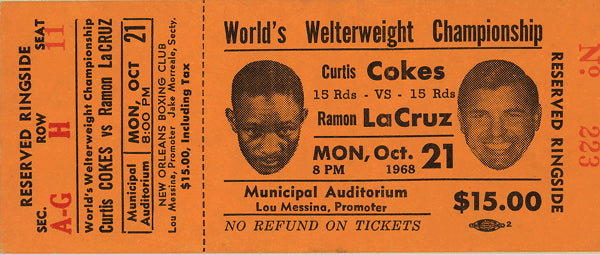 RESERVED RINGSIDE
SEC. ROW SEAT
A-G H 11
World's Welterweight Championship
Curtis COKES vs Ramon LaCRUZ
Municipal Auditorium
MON, OCT 21
8:00 PM
NEW ORLEANS BOXING CLUB
Lou Messina, Promoter Jake Morreale, Secty.
$15.00, Including Tax
World's Welterweight Championship
Curtis Cokes
15 Rds - VS - 15 Rds
Ramon LaCruz
MON, Oct. 21
8 PM 1968
Municipal Auditorium
Lou Messina, Promoter
$15.00
NO REFUND ON TICKETS
2
RESERVED RINGSIDE
No. 223